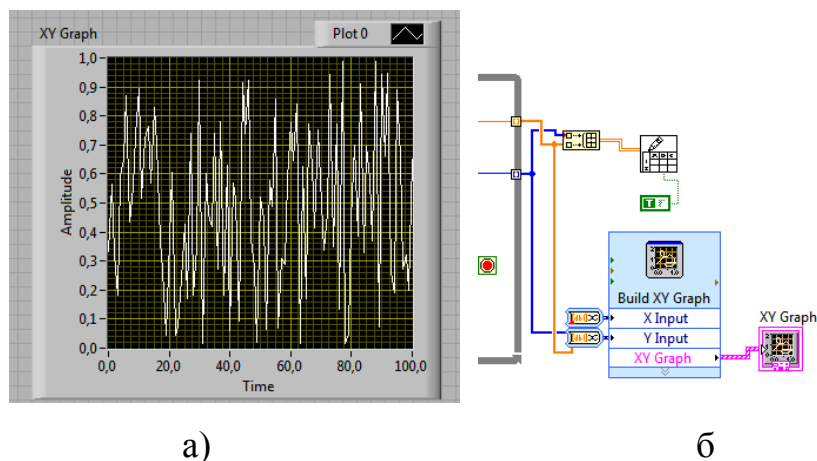 XY Graph
Plot 0
1,0
0,9
0,8
0,7
0,6
0,5
0,4
0,3
0,2
0,1
0,0
Amplitude
0,0 20,0 40,0 60,0 80,0 100,0
Time
T
Build XY Graph
X Input
Y Input
XY Graph
XY Graph
а)
б